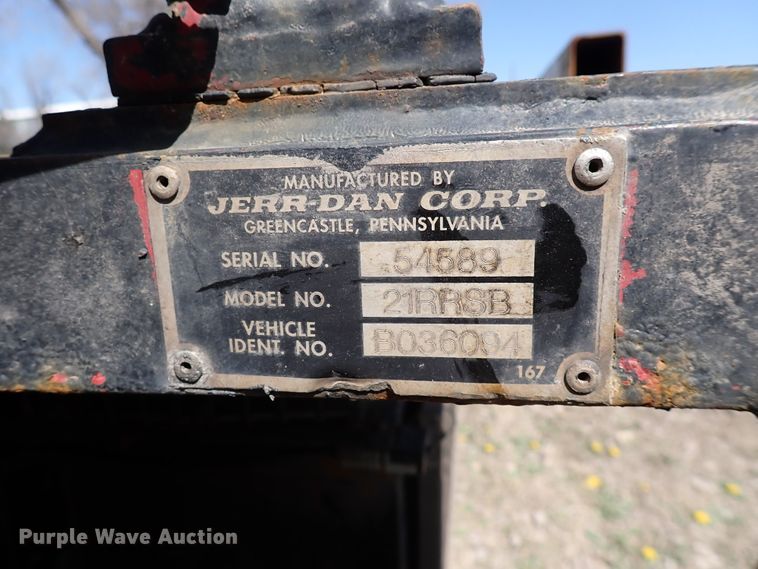 MANUFACTURED BY
JERR-DAN CORP.
GREENCASTLE, PENNSYLVANIA
SERIAL NO. 54589
MODEL NO. 21RRSB
VEHICLE IDENT. NO. B036094
167
Purple Wave Auction